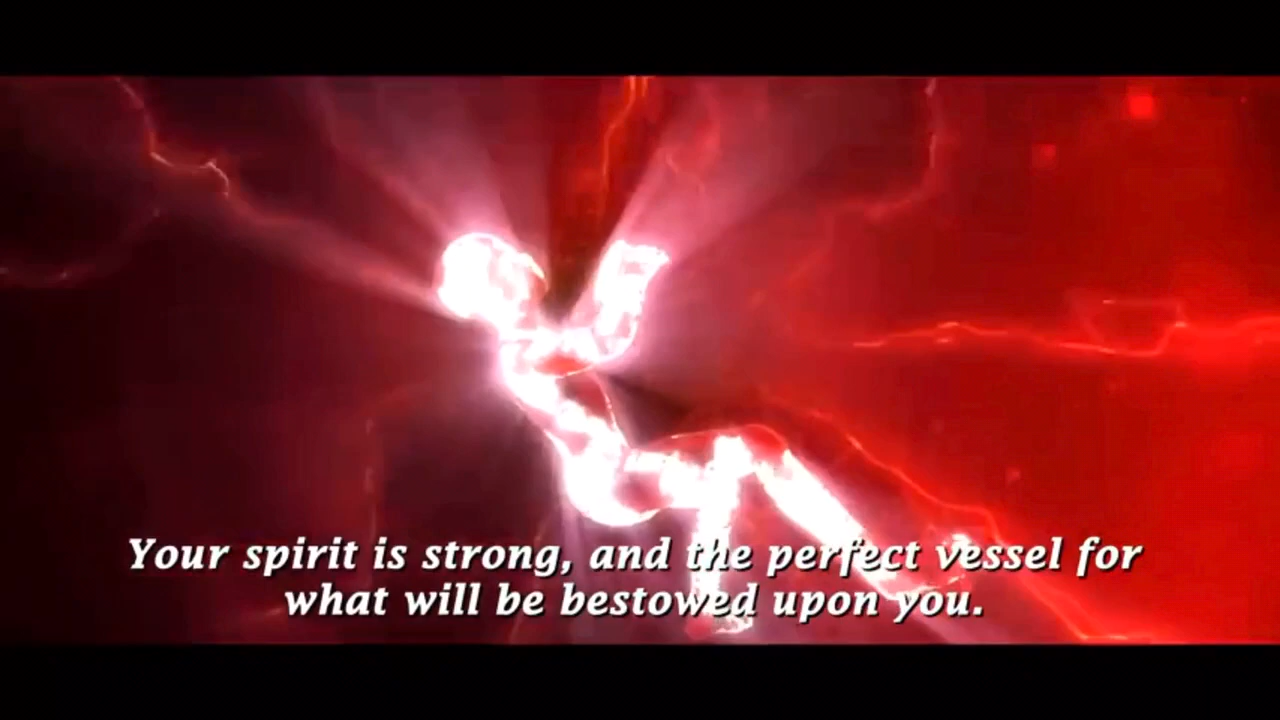 Your spirit is strong, and the perfect vessel for
what will be bestowed upon you.